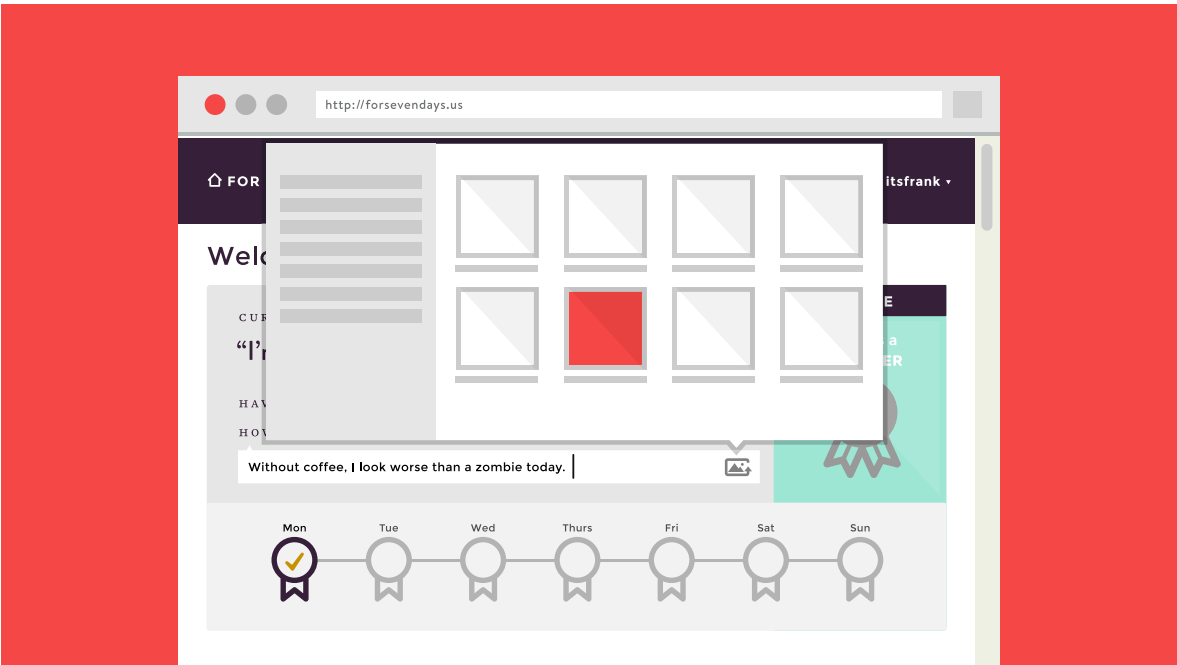 http://forsevendays.us
FOR
itsfrank
Welc
CUR
“I’m
HAV
HOW
E
a
ER
Without coffee, I look worse than a zombie today.
Mon Tue Wed Thurs Fri Sat Sun